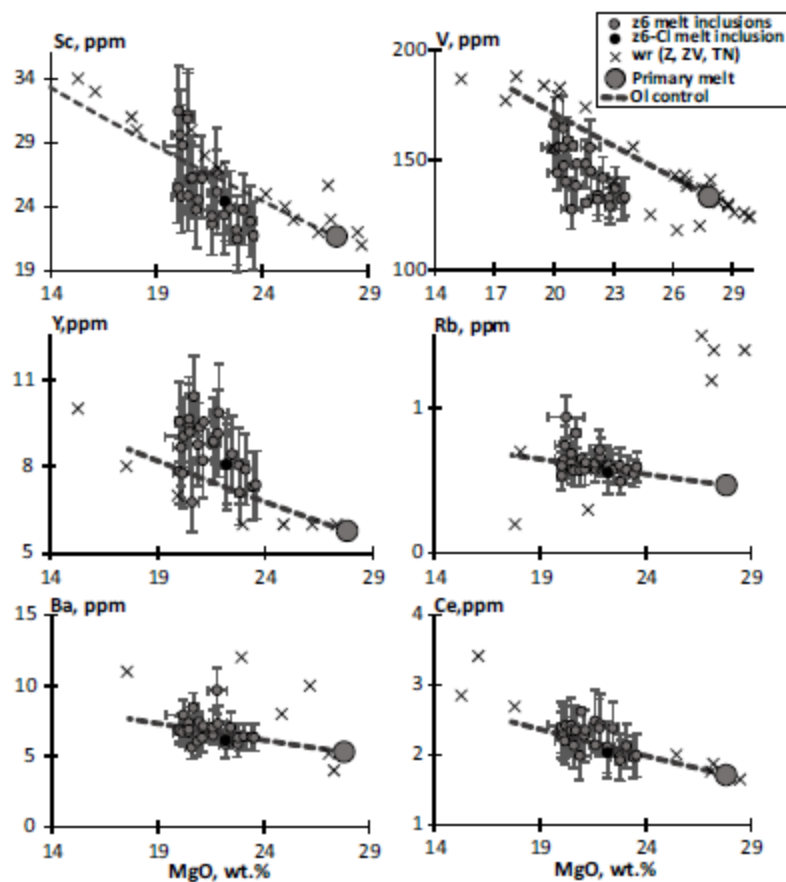 Sc, ppm
34
29
24
19
14 19 24 29
V, ppm
200
150
100
14 17 20 23 26 29
z6 melt inclusions
z6-Cl melt inclusion
wr (Z, ZV, TN)
Primary melt
Ol control
Y,ppm
11
8
5
14 19 24 29
Rb, ppm
1
0
14 19 24 29
Ba, ppm
15
10
5
0
14 19 24 29
MgO, wt.%
Ce,ppm
4
3
2
1
14 19 24 29
MgO, wt.%